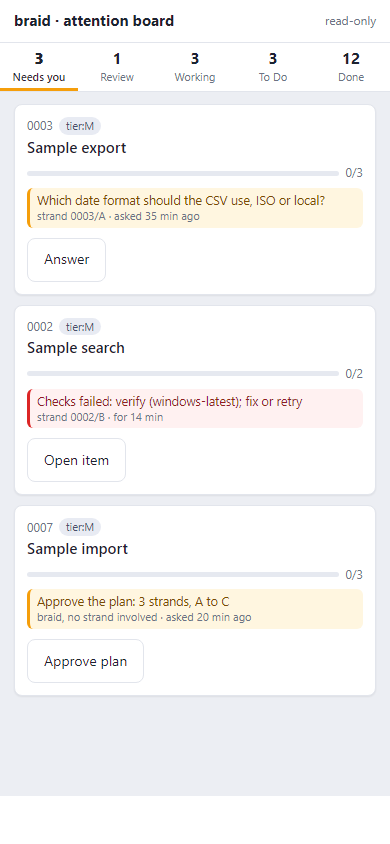 braid · attention board
read-only
3 1 3 3 12
Needs you Review Working To Do Done
0003 tier:M
Sample export
0/3
Which date format should the CSV use, ISO or local?
strand 0003/A · asked 35 min ago
Answer
0002 tier:M
Sample search
0/2
Checks failed: verify (windows-latest); fix or retry
strand 0002/B · for 14 min
Open item
0007 tier:M
Sample import
0/3
Approve the plan: 3 strands, A to C
braid, no strand involved · asked 20 min ago
Approve plan